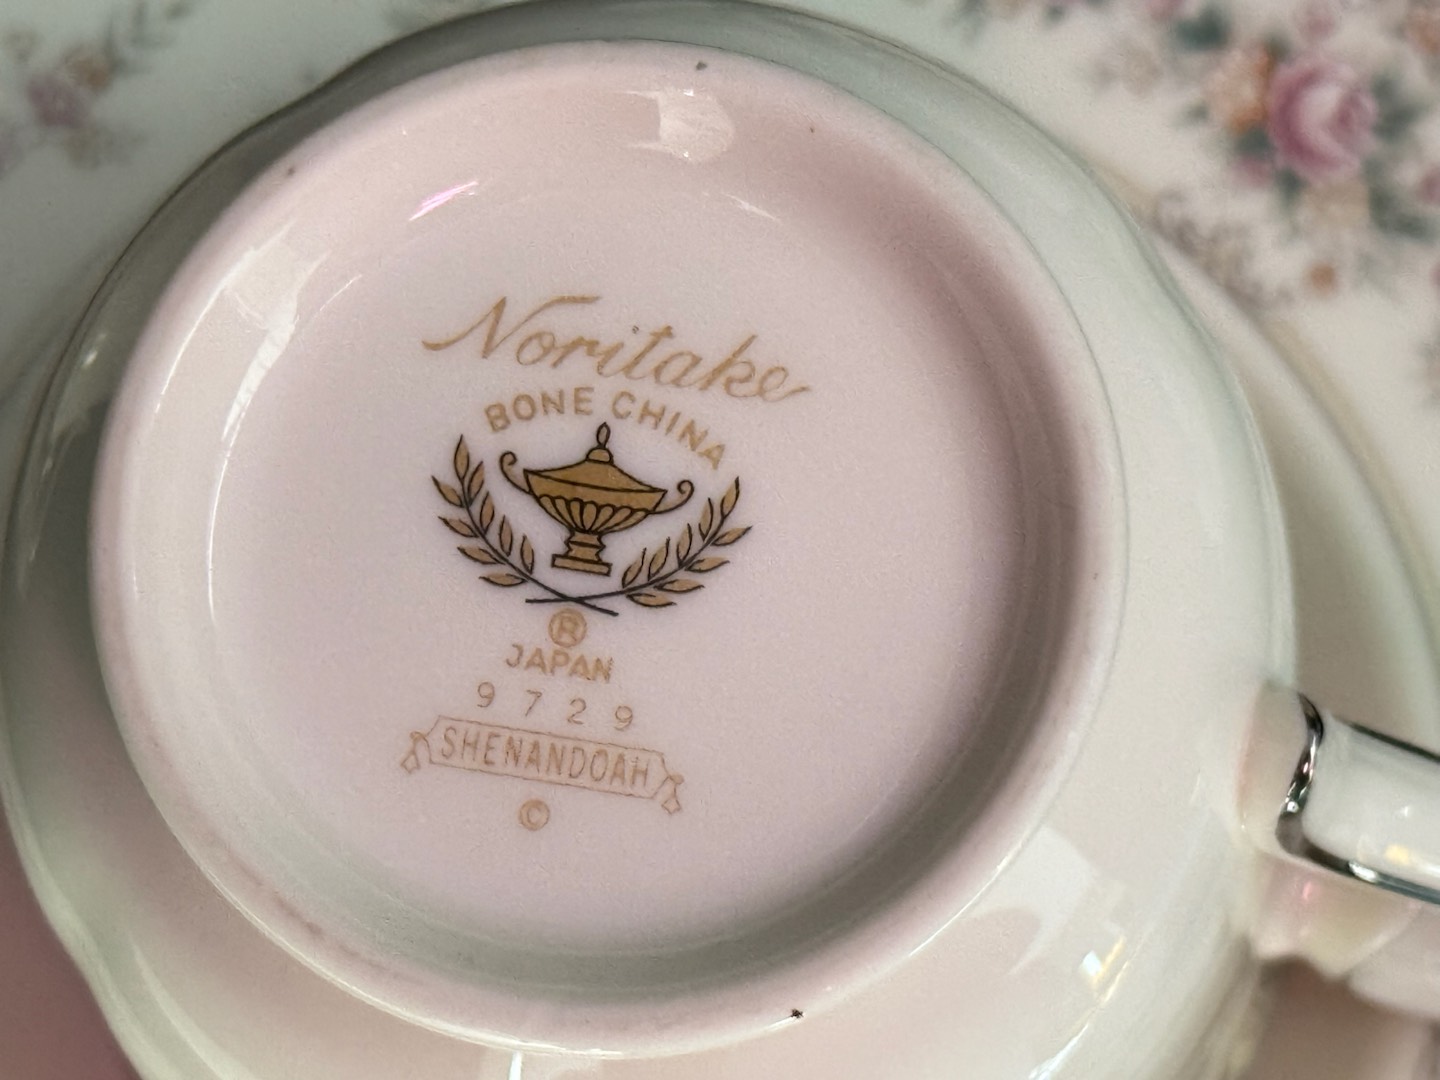 Noritake
BONE CHINA
®
JAPAN
9729
SHENANDOAH
©